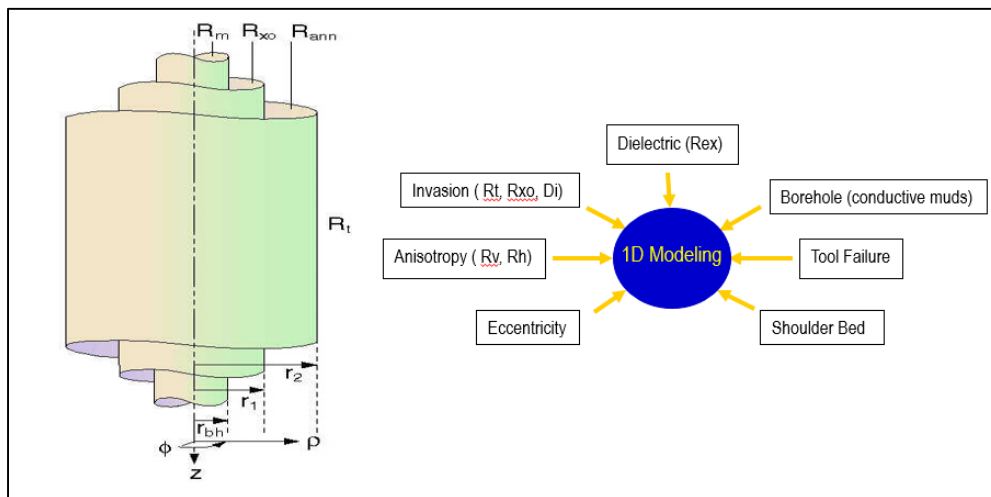 Rm Rxo Rann
Rt
r2
r1
rbh
ϕ
ρ
z
Dielectric (Rex)
Invasion ( Rt, Rxo, Di)
Borehole (conductive muds)
Anisotropy ( Rv, Rh)
1D Modeling
Tool Failure
Eccentricity
Shoulder Bed